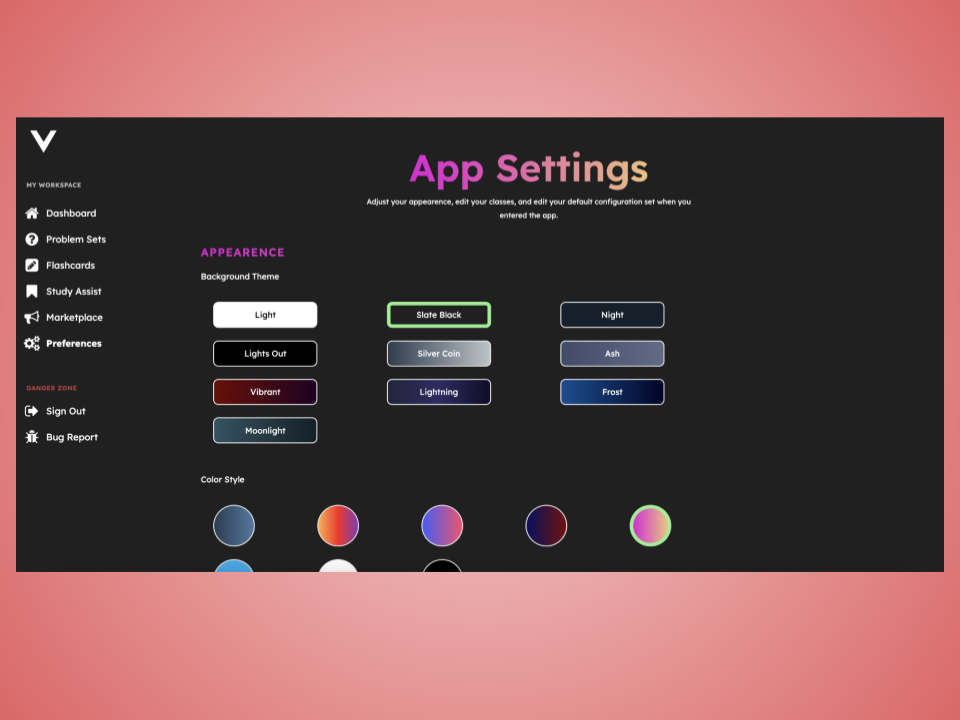 MY WORKSPACE
Dashboard
Problem Sets
Flashcards
Study Assist
Marketplace
Preferences
DANGER ZONE
Sign Out
Bug Report
App Settings
Adjust your appearence, edit your classes, and edit your default configuration set when you
entered the app.
APPEARENCE
Background Theme
Light
Slate Black
Night
Lights Out
Silver Coin
Ash
Vibrant
Lightning
Frost
Moonlight
Color Style